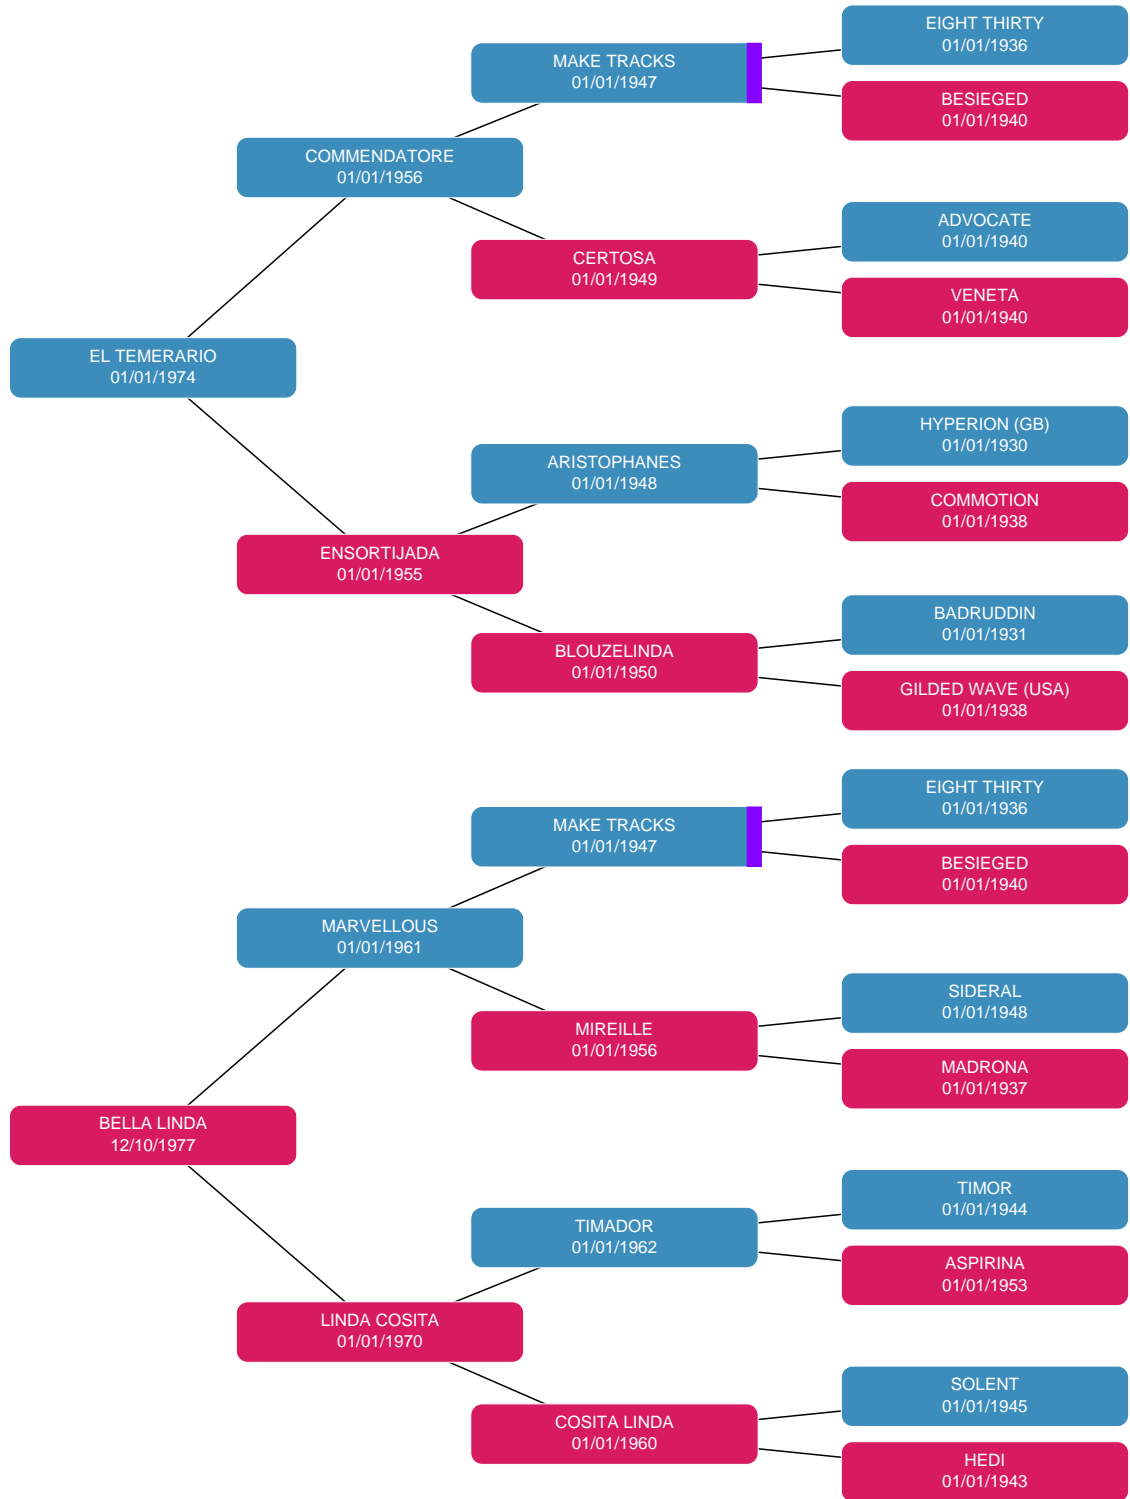 EIGHT THIRTY
01/01/1936
MAKE TRACKS
01/01/1947
BESIEGED
01/01/1940
COMMENDATORE
01/01/1956
ADVOCATE
01/01/1940
CERTOSA
01/01/1949
VENETA
01/01/1940
EL TEMERARIO
01/01/1974
HYPERION (GB)
01/01/1930
ARISTOPHANES
01/01/1948
COMMOTION
01/01/1938
ENSORTIJADA
01/01/1955
BADRUDDIN
01/01/1931
BLOUZELINDA
01/01/1950
GILDED WAVE (USA)
01/01/1938
EIGHT THIRTY
01/01/1936
MAKE TRACKS
01/01/1947
BESIEGED
01/01/1940
MARVELLOUS
01/01/1961
SIDERAL
01/01/1948
MIREILLE
01/01/1956
MADRONA
01/01/1937
BELLA LINDA
12/10/1977
TIMOR
01/01/1944
TIMADOR
01/01/1962
ASPIRINA
01/01/1953
LINDA COSITA
01/01/1970
SOLENT
01/01/1945
COSITA LINDA
01/01/1960
HEDI
01/01/1943